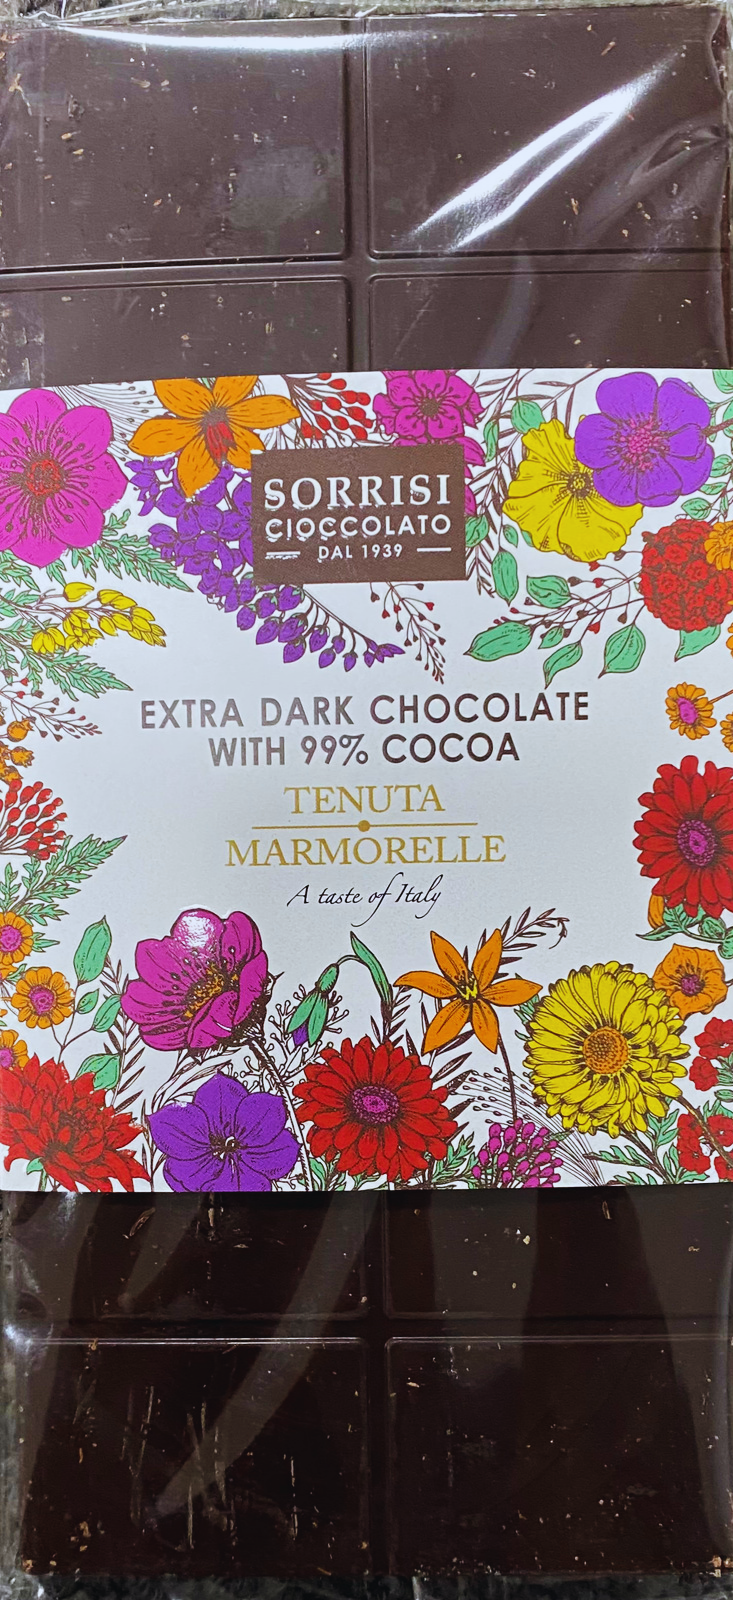 SORRISI
CIOCCOLATO
DAL 1939
EXTRA DARK CHOCOLATE
WITH 99% COCOA
TENUTA
MARMORELLE
A taste of Italy